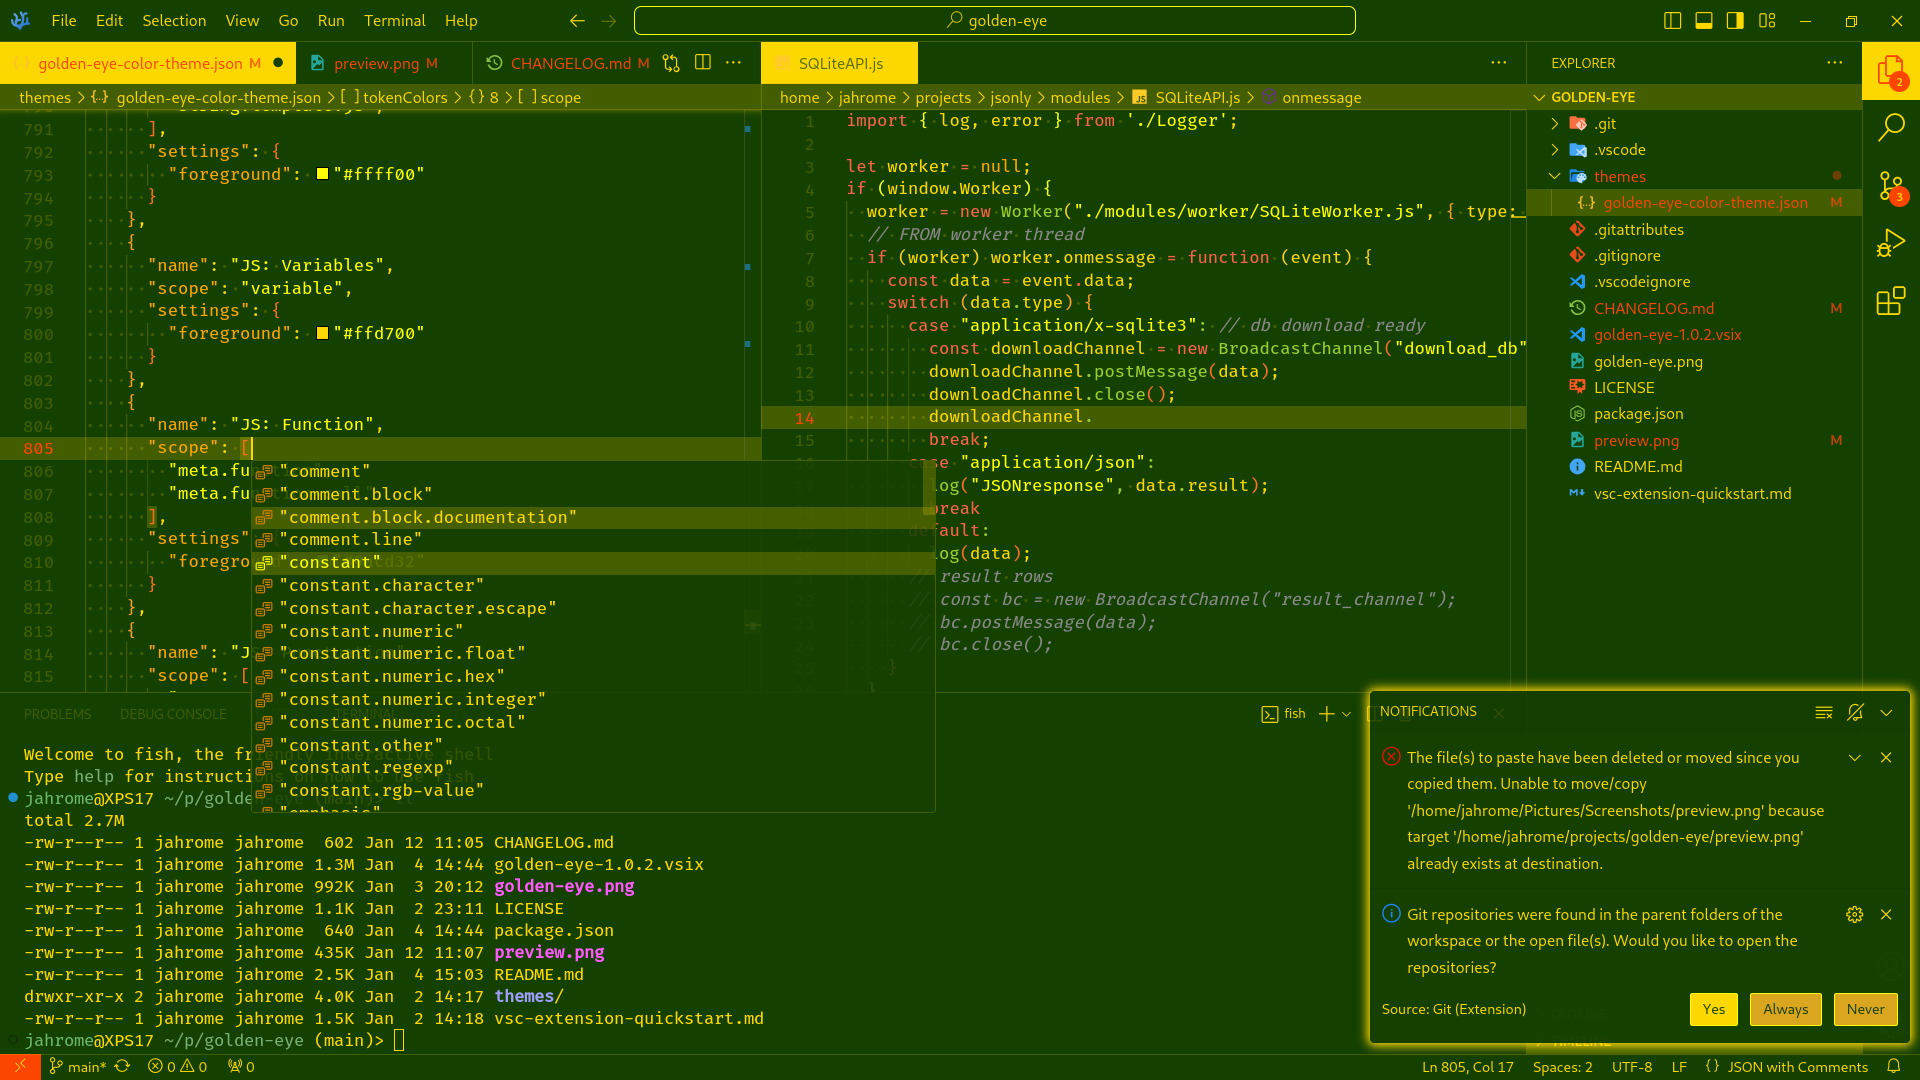 File Edit Selection View Go Run Terminal Help
golden-eye
golden-eye-color-theme.json M
preview.png M
CHANGELOG.md M
SQLiteAPI.js
themes > {..} golden-eye-color-theme.json > [ ] tokenColors > { } 8 > [ ] scope
791 ],
792 "settings": {
793 "foreground": "#ffff00"
794 }
795 },
796 {
797 "name": "JS: Variables",
798 "scope": "variable",
799 "settings": {
800 "foreground": "#ffd700"
801 }
802 },
803 {
804 "name": "JS: Function",
805 "scope": [
806 "meta.fu
807 "meta.fu
808 ],
809 "settings"
810 "foregro
811 }
812 },
813 {
814 "name": "J
815 "scope": [
"comment"
"comment.block"
"comment.block.documentation"
"comment.line"
"constant"
"constant.character"
"constant.character.escape"
"constant.numeric"
"constant.numeric.float"
"constant.numeric.hex"
"constant.numeric.integer"
"constant.numeric.octal"
"constant.other"
"constant.regexp"
"constant.rgb-value"
home > jahrome > projects > jsonly > modules > JS SQLiteAPI.js > onmessage
1 import { log, error } from './Logger';
2
3 let worker = null;
4 if (window.Worker) {
5 worker = new Worker("./modules/worker/SQLiteWorker.js", { type:
6 // FROM worker thread
7 if (worker) worker.onmessage = function (event) {
8 const data = event.data;
9 switch (data.type) {
10 case "application/x-sqlite3": // db download ready
11 const downloadChannel = new BroadcastChannel("download_db"
12 downloadChannel.postMessage(data);
13 downloadChannel.close();
14 downloadChannel.
15 break;
case "application/json":
log("JSONresponse", data.result);
break
default:
log(data);
// result rows
// const bc = new BroadcastChannel("result_channel");
// bc.postMessage(data);
// bc.close();
}
}
EXPLORER
GOLDEN-EYE
.git
.vscode
themes
{..} golden-eye-color-theme.json M
.gitattributes
.gitignore
.vscodeignore
CHANGELOG.md M
golden-eye-1.0.2.vsix
golden-eye.png
LICENSE
package.json
preview.png M
README.md
vsc-extension-quickstart.md
2
3
PROBLEMS DEBUG CONSOLE TERMINAL
fish
Welcome to fish, the friendly interactive shell
Type help for instructions on how to use fish
jahrome@XPS17 ~/p/golden-eye (main)> ll
total 2.7M
-rw-r--r-- 1 jahrome jahrome 602 Jan 12 11:05 CHANGELOG.md
-rw-r--r-- 1 jahrome jahrome 1.3M Jan 4 14:44 golden-eye-1.0.2.vsix
-rw-r--r-- 1 jahrome jahrome 992K Jan 3 20:12 golden-eye.png
-rw-r--r-- 1 jahrome jahrome 1.1K Jan 2 23:11 LICENSE
-rw-r--r-- 1 jahrome jahrome 640 Jan 4 14:44 package.json
-rw-r--r-- 1 jahrome jahrome 435K Jan 12 11:07 preview.png
-rw-r--r-- 1 jahrome jahrome 2.5K Jan 4 15:03 README.md
drwxr-xr-x 2 jahrome jahrome 4.0K Jan 2 14:17 themes/
-rw-r--r-- 1 jahrome jahrome 1.5K Jan 2 14:18 vsc-extension-quickstart.md
jahrome@XPS17 ~/p/golden-eye (main)>
NOTIFICATIONS
The file(s) to paste have been deleted or moved since you
copied them. Unable to move/copy
'/home/jahrome/Pictures/Screenshots/preview.png' because
target '/home/jahrome/projects/golden-eye/preview.png'
already exists at destination.
Git repositories were found in the parent folders of the
workspace or the open file(s). Would you like to open the
repositories?
Source: Git (Extension)
Yes Always Never
TIMELINE
main* 0 0 0
Ln 805, Col 17 Spaces: 2 UTF-8 LF { } JSON with Comments